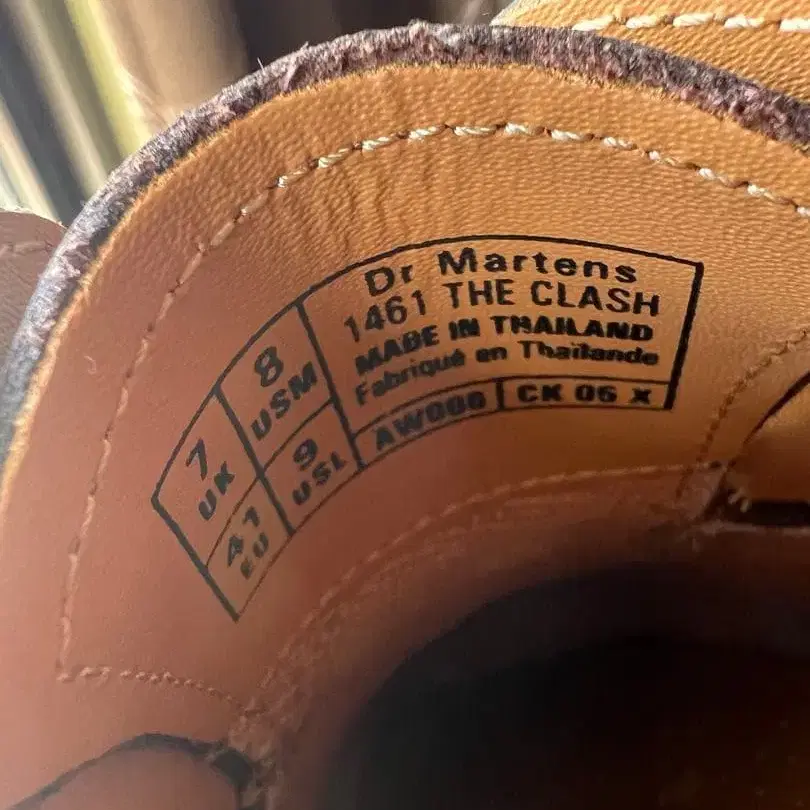 Dr Martens
1461 THE CLASH
MADE IN THAILAND
Fabriqué en Thaïlande
7 UK
8 USM
41 EU
9 USL
AW006
CK 06 X